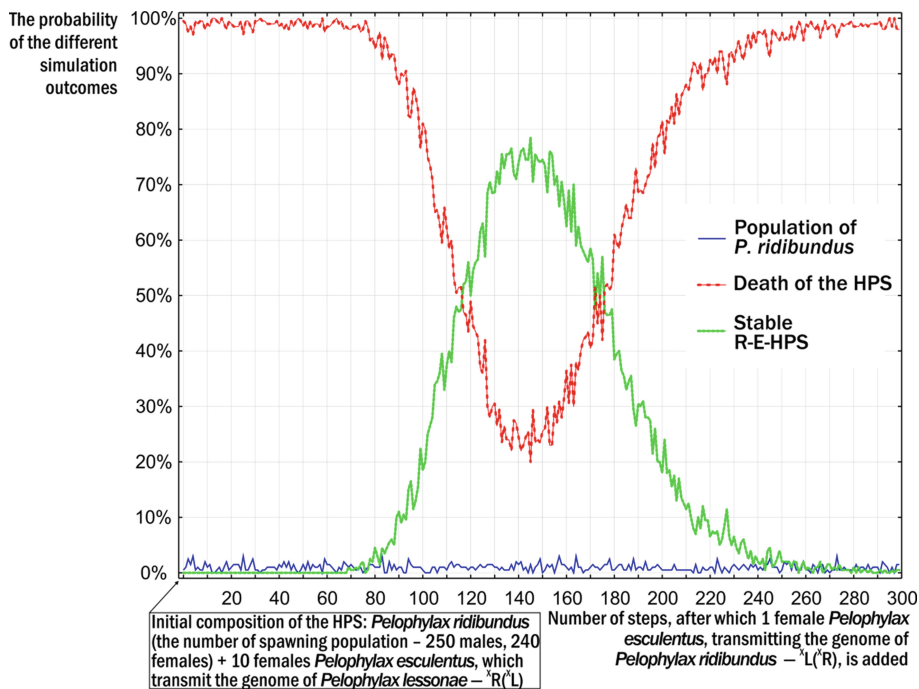 The probability
of the different
simulation
outcomes
100%
90%
80%
70%
60%
50%
40%
30%
20%
10%
0%
Population of
P. ridibundus
Death of the HPS
Stable
R-E-HPS
20 40 60 80 100 120 140 160 180 200 220 240 260 280 300
Initial composition of the HPS: Pelophylax ridibundus
(the number of spawning population – 250 males, 240
females) + 10 females Pelophylax esculentus, which
transmit the genome of Pelophylax lessonae – ˣR(ˣL)
Number of steps, after which 1 female Pelophylax
esculentus, transmitting the genome of
Pelophylax ridibundus – ˣL(ˣR), is added